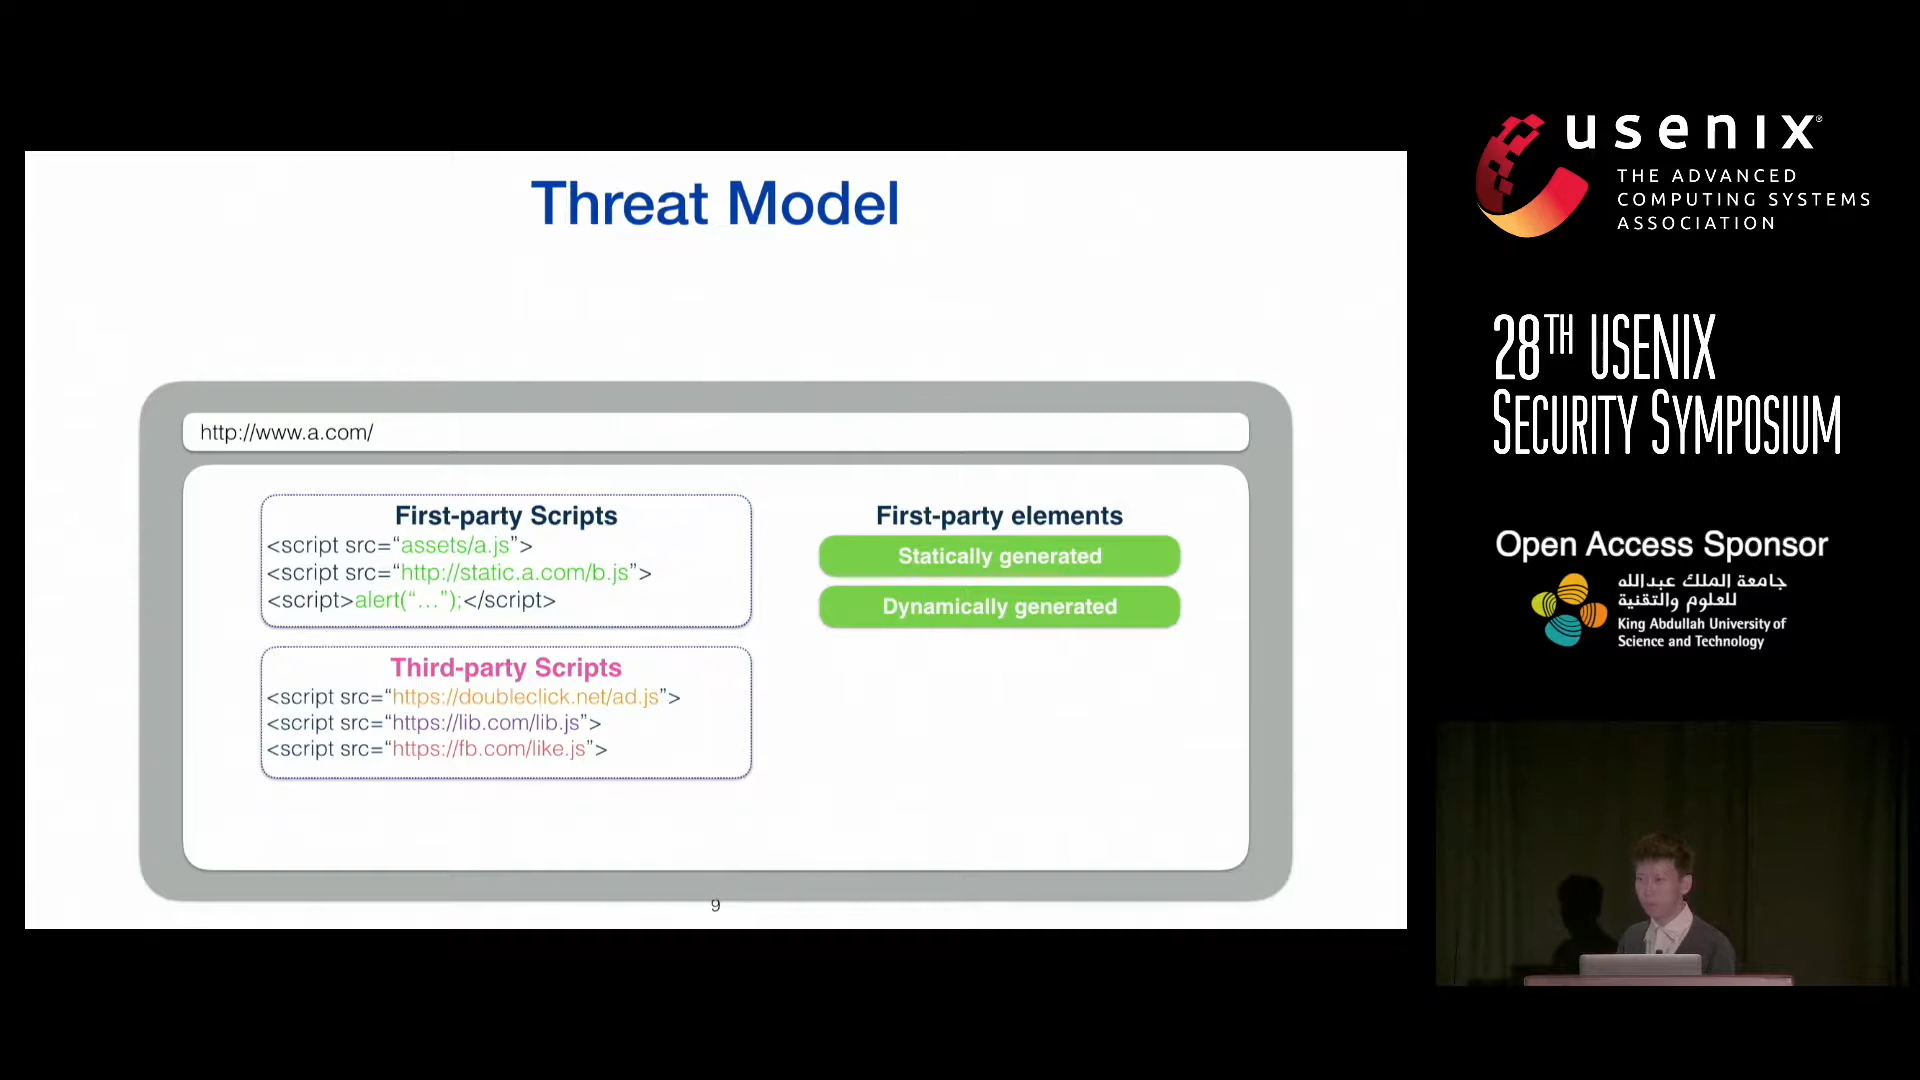 Threat Model
http://www.a.com/
First-party Scripts
<script src=“assets/a.js”>
<script src=“http://static.a.com/b.js”>
<script>alert(“...”);</script>
Third-party Scripts
<script src=“https://doubleclick.net/ad.js”>
<script src=“https://lib.com/lib.js”>
<script src=“https://fb.com/like.js”>
First-party elements
Statically generated
Dynamically generated
9
usenix®
THE ADVANCED
COMPUTING SYSTEMS
ASSOCIATION
28TH USENIX
SECURITY SYMPOSIUM
Open Access Sponsor
جامعة الملك عبدالله
للعلوم والتقنية
King Abdullah University of
Science and Technology